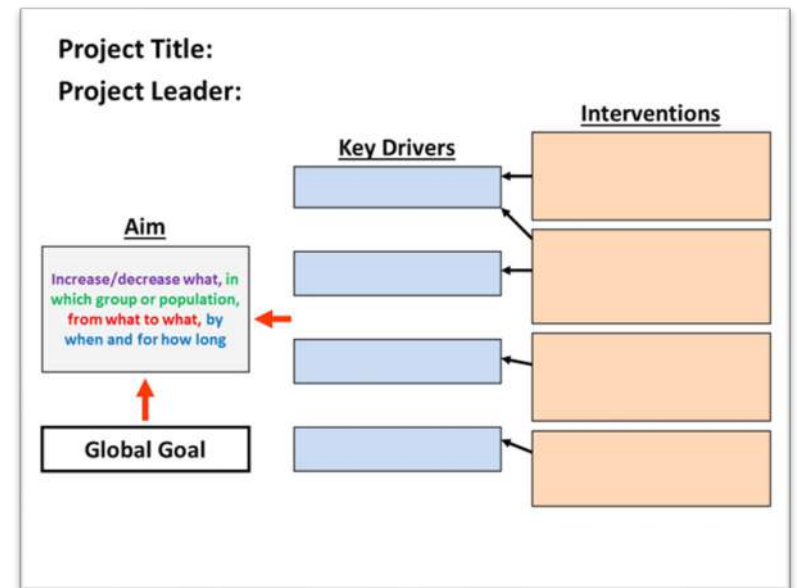 Project Title:
Project Leader:
Interventions
Key Drivers
Aim
Increase/decrease what, in
which group or population,
from what to what, by
when and for how long
Global Goal